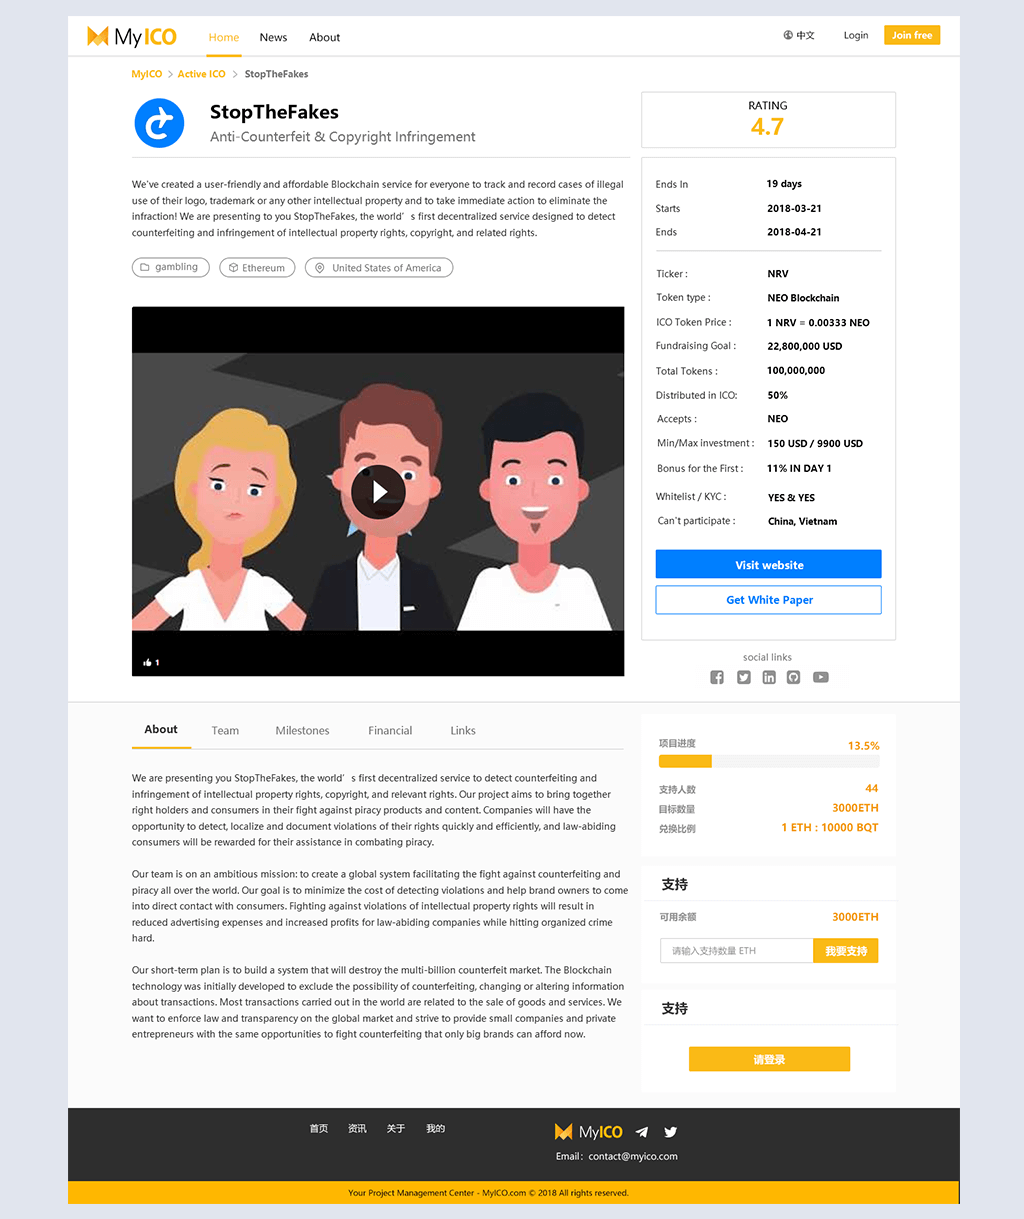 MyICO
Home
News
About
中文
Login
Join free
MyICO > Active ICO > StopTheFakes
StopTheFakes
Anti-Counterfeit & Copyright Infringement
We've created a user-friendly and affordable Blockchain service for everyone to track and record cases of illegal
use of their logo, trademark or any other intellectual property and to take immediate action to eliminate the
infraction! We are presenting to you StopTheFakes, the world’s first decentralized service designed to detect
counterfeiting and infringement of intellectual property rights, copyright, and related rights.
gambling
Ethereum
United States of America
1
RATING
4.7
Ends In 19 days
Starts 2018-03-21
Ends 2018-04-21
Ticker : NRV
Token type : NEO Blockchain
ICO Token Price : 1 NRV = 0.00333 NEO
Fundraising Goal : 22,800,000 USD
Total Tokens : 100,000,000
Distributed in ICO: 50%
Accepts : NEO
Min/Max investment : 150 USD / 9900 USD
Bonus for the First : 11% IN DAY 1
Whitelist / KYC : YES & YES
Can't participate : China, Vietnam
Visit website
Get White Paper
social links
About
Team
Milestones
Financial
Links
We are presenting you StopTheFakes, the world’s first decentralized service to detect counterfeiting and
infringement of intellectual property rights, copyright, and relevant rights. Our project aims to bring together
right holders and consumers in their fight against piracy products and content. Companies will have the
opportunity to detect, localize and document violations of their rights quickly and efficiently, and law-abiding
consumers will be rewarded for their assistance in combating piracy.
Our team is on an ambitious mission: to create a global system facilitating the fight against counterfeiting and
piracy all over the world. Our goal is to minimize the cost of detecting violations and help brand owners to come
into direct contact with consumers. Fighting against violations of intellectual property rights will result in
reduced advertising expenses and increased profits for law-abiding companies while hitting organized crime
hard.
Our short-term plan is to build a system that will destroy the multi-billion counterfeit market. The Blockchain
technology was initially developed to exclude the possibility of counterfeiting, changing or altering information
about transactions. Most transactions carried out in the world are related to the sale of goods and services. We
want to enforce law and transparency on the global market and strive to provide small companies and private
entrepreneurs with the same opportunities to fight counterfeiting that only big brands can afford now.
项目进度 13.5%
支持人数 44
目标数量 3000ETH
兑换比例 1 ETH : 10000 BQT
支持
可用余额 3000ETH
请输入支持数量 ETH
我要支持
支持
请登录
首页
资讯
关于
我的
MyICO
Email：contact@myico.com
Your Project Management Center - MyICO.com © 2018 All rights reserved.